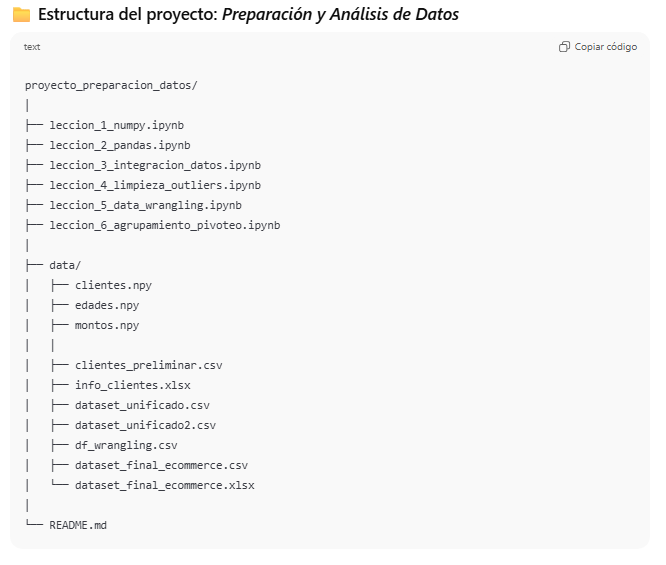 📁 Estructura del proyecto: Preparación y Análisis de Datos
text
Copiar código
proyecto_preparacion_datos/
│
├── leccion_1_numpy.ipynb
├── leccion_2_pandas.ipynb
├── leccion_3_integracion_datos.ipynb
├── leccion_4_limpieza_outliers.ipynb
├── leccion_5_data_wrangling.ipynb
├── leccion_6_agrupamiento_pivoteo.ipynb
│
├── data/
│   ├── clientes.npy
│   ├── edades.npy
│   ├── montos.npy
│   │
│   ├── clientes_preliminar.csv
│   ├── info_clientes.xlsx
│   ├── dataset_unificado.csv
│   ├── dataset_unificado2.csv
│   ├── df_wrangling.csv
│   ├── dataset_final_ecommerce.csv
│   └── dataset_final_ecommerce.xlsx
│
└── README.md